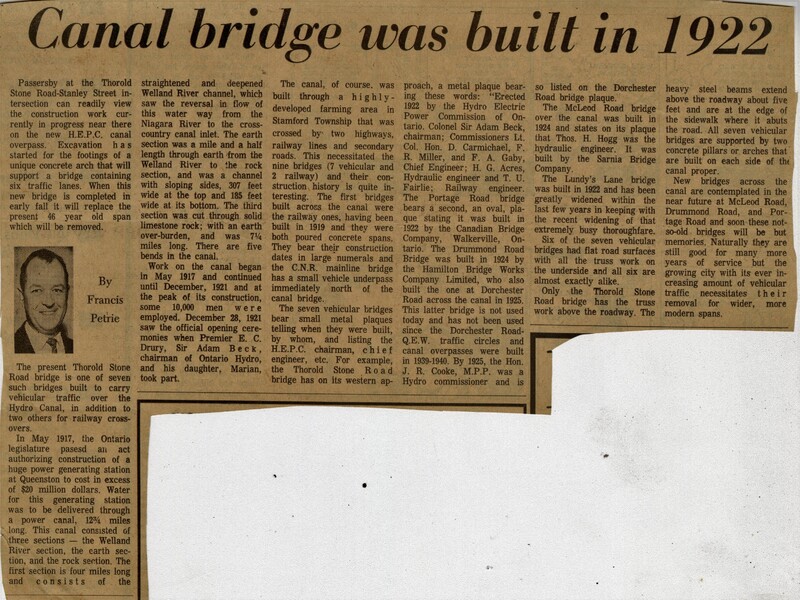 Canal bridge was built in 1922
Passersby at the Thorold
Stone Road-Stanley Street in-
tersection can readily view
the construction work cur-
rently in progress near there
on the new H.E.P.C. canal
overpass. Excavation has
started for the footings of a
unique concrete arch that will
support a bridge containing
six traffic lanes. When this
new bridge is completed in
early fall it will replace the
present 46 year old span
which will be removed.
By
Francis
Petrie
The present Thorold Stone
Road bridge is one of seven
such bridges built to carry
vehicular traffic over the
Hydro Canal, in addition to
two others for railway cross-
overs.
In May 1917, the Ontario
legislature pasesd an act
authorizing construction of a
huge power generating station
at Queenston to cost in excess
of $20 million dollars. Water
for this generating station
was to be delivered through
a power canal, 12¾ miles
long. This canal consisted of
three sections — the Welland
River section, the earth sec-
tion, and the rock section. The
first section is four miles long
and consists of the
straightened and deepened
Welland River channel, which
saw the reversal in flow of
this water way from the
Niagara River to the cross-
country canal inlet. The earth
section was a mile and a half
length through earth from the
Welland River to the rock
section, and was a channel
with sloping sides, 307 feet
wide at the top and 185 feet
wide at its bottom. The third
section was cut through solid
limestone rock; with an earth
over-burden, and was 7¼
miles long. There are five
bends in the canal.
Work on the canal began
in May 1917 and continued
until December, 1921 and at
the peak of its construction,
some 10,000 men were
employed. December 28, 1921
saw the official opening cere-
monies when Premier E. C.
Drury, Sir Adam Beck,
chairman of Ontario Hydro,
and his daughter, Marian,
took part.
The canal, of course, was
built through a highly-
developed farming area in
Stamford Township that was
crossed by two highways,
railway lines and secondary
roads. This necessitated the
nine bridges (7 vehicular and
2 railway) and their con-
struction history is quite in-
teresting. The first bridges
built across the canal were
the railway ones, having been
built in 1919 and they were
both poured concrete spans.
They bear their construction
dates in large numerals and
the C.N.R. mainline bridge
has a small vehicle underpass
immediately north of the
canal bridge.
The seven vehicular bridges
bear small metal plaques
telling when they were built,
by whom, and listing the
H.E.P.C. chairman, chief
engineer, etc. For example,
the Thorold Stone Road
bridge has on its western ap-
proach, a metal plaque bear-
ing these words: "Erected
1922 by the Hydro Electric
Power Commission of On-
tario. Colonel Sir Adam Beck,
chairman; Commissioners Lt.
Col. Hon. D. Carmichael, F.
R. Miller, and F. A. Gaby,
Chief Engineer; H. G. Acres,
Hydraulic engineer and T. U.
Fairlie; Railway engineer.
The Portage Road bridge
bears a second, an oval, pla-
que stating it was built in
1922 by the Canadian Bridge
Company, Walkerville, On-
tario. The Drummond Road
Bridge was built in 1924 by
the Hamilton Bridge Works
Company Limited, who also
built the one at Dorchester
Road across the canal in 1925.
This latter bridge is not used
today and has not been used
since the Dorchester Road-
Q.E.W. traffic circles and
canal overpasses were built
in 1939-1940. By 1925, the Hon.
J. R. Cooke, M.P.P. was a
Hydro commissioner and is
so listed on the Dorchester
Road bridge plaque.
The McLeod Road bridge
over the canal was built in
1924 and states on its plaque
that Thos. H. Hogg was the
hydraulic engineer. It was
built by the Sarnia Bridge
Company.
The Lundy's Lane bridge
was built in 1922 and has been
greatly widened within the
last few years in keeping with
the recent widening of that
extremely busy thoroughfare.
Six of the seven vehicular
bridges had flat road surfaces
with all the truss work on
the underside and all six are
almost exactly alike.
Only the Thorold Stone
Road bridge has the truss
work above the roadway. The
heavy steel beams extend
above the roadway about five
feet and are at the edge of
the sidewalk where it abuts
the road. All seven vehicular
bridges are supported by two
concrete pillars or arches that
are built on each side of the
canal proper.
New bridges across the
canal are contemplated in the
near future at McLeod Road,
Drummond Road, and Por-
tage Road and soon these not-
so-old bridges will be but
memories. Naturally they are
still good for many more
years of service but the
growing city with its ever in-
creasing amount of vehicular
traffic necessitates their
removal for wider, more
modern spans.